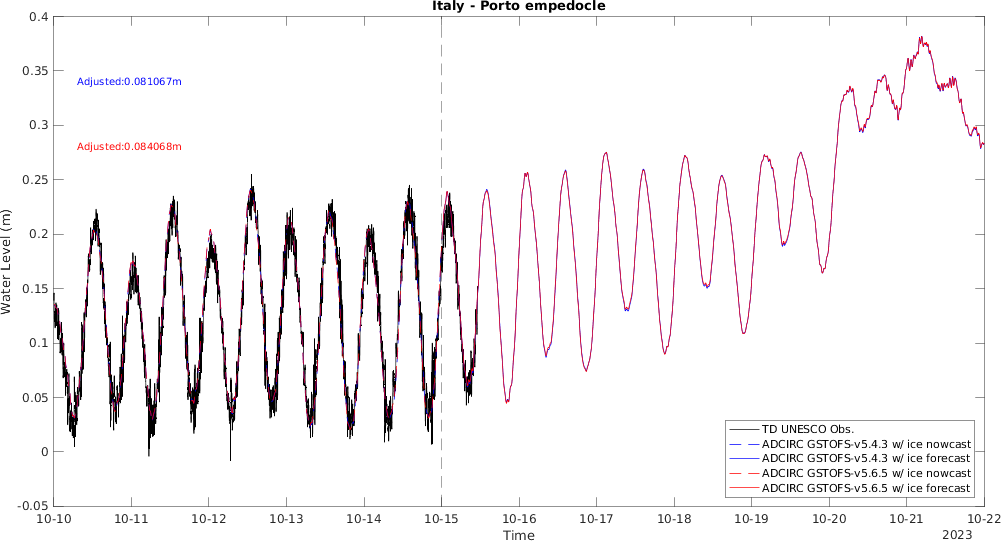 Italy - Porto empedocle
0.4
0.35
0.3
0.25
0.2
0.15
0.1
0.05
0
-0.05
Water Level (m)
Adjusted:0.081067m
Adjusted:0.084068m
TD UNESCO Obs.
ADCIRC GSTOFS-v5.4.3 w/ ice nowcast
ADCIRC GSTOFS-v5.4.3 w/ ice forecast
ADCIRC GSTOFS-v5.6.5 w/ ice nowcast
ADCIRC GSTOFS-v5.6.5 w/ ice forecast
10-10 10-11 10-12 10-13 10-14 10-15 10-16 10-17 10-18 10-19 10-20 10-21 10-22
Time
2023